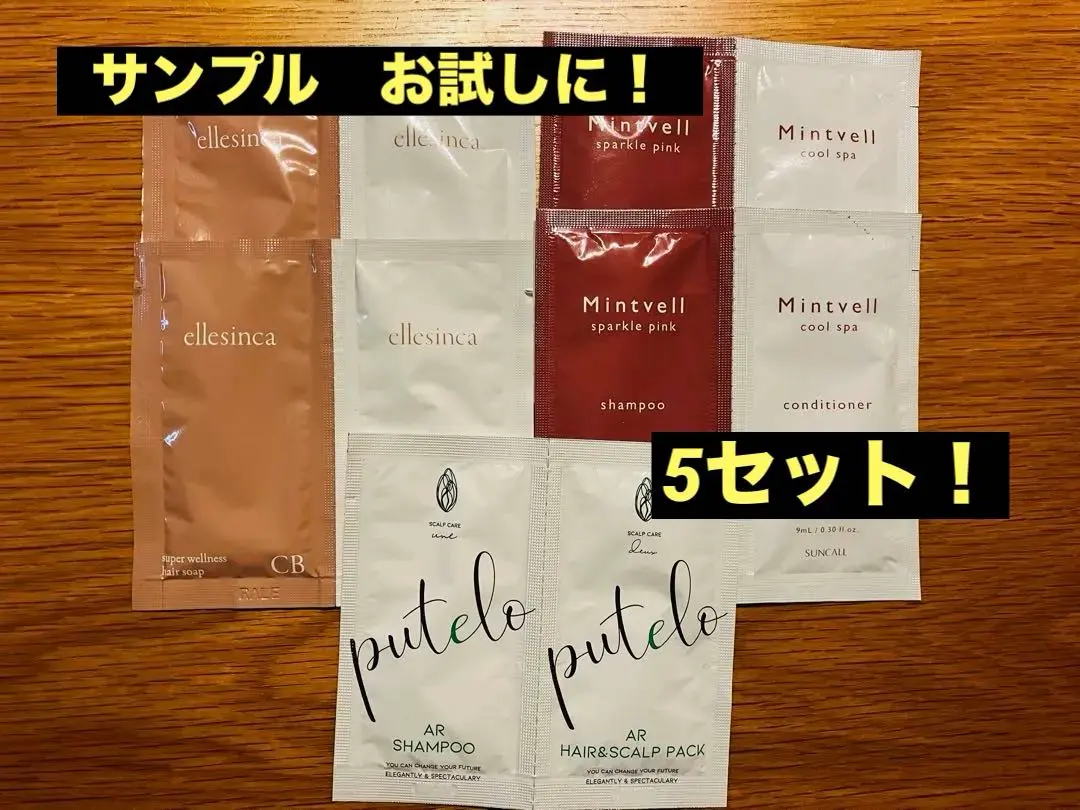 サンプル　お試しに！
ellesinca
ellesinca
Mintvell
sparkle pink
Mintvell
cool spa
ellesinca
super wellness
hair soap
CB
RALE
ellesinca
Mintvell
sparkle pink
shampoo
Mintvell
cool spa
conditioner
5セット！
9mL / 0.30 fl oz.
SUNCALL
SCALP CARE
une
putelo
AR
SHAMPOO
YOU CAN CHANGE YOUR FUTURE
ELEGANTLY & SPECTACULARY
SCALP CARE
deux
putelo
AR
HAIR&SCALP PACK
YOU CAN CHANGE YOUR FUTURE
ELEGANTLY & SPECTACULARY